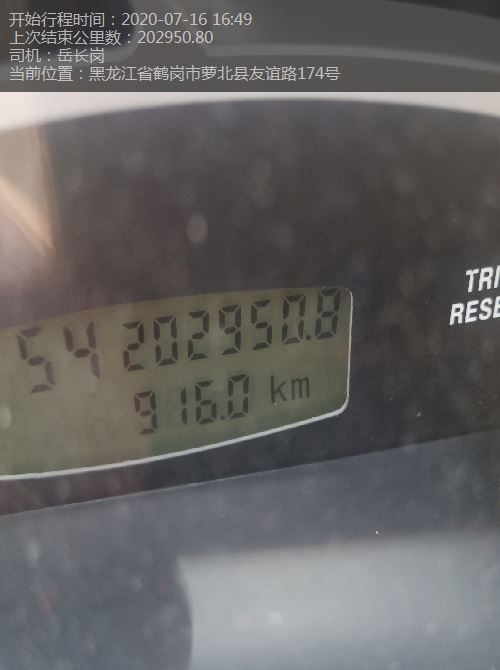 开始行程时间：2020-07-16 16:49
上次结束公里数：202950.80
司机：岳长岗
当前位置：黑龙江省鹤岗市萝北县友谊路174号
TRI
RESE
54 202950.8
916.0 km